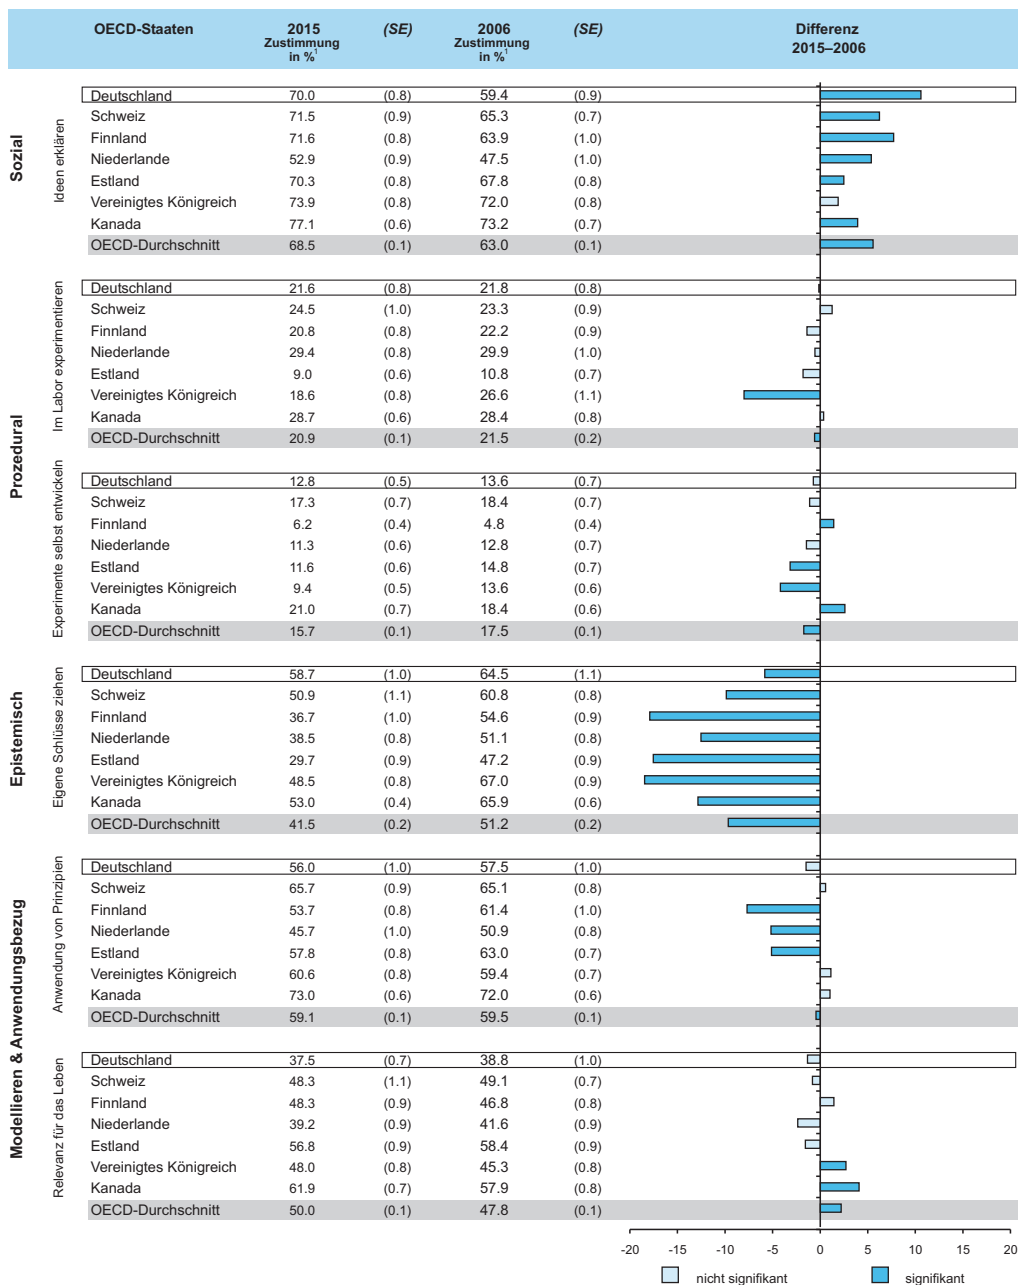 OECD-Staaten 2015 Zustimmung in %¹ (SE) 2006 Zustimmung in %¹ (SE) Differenz 2015–2006
Sozial
Ideen erklären
Deutschland 70.0 (0.8) 59.4 (0.9)
Schweiz 71.5 (0.9) 65.3 (0.7)
Finnland 71.6 (0.8) 63.9 (1.0)
Niederlande 52.9 (0.9) 47.5 (1.0)
Estland 70.3 (0.8) 67.8 (0.8)
Vereinigtes Königreich 73.9 (0.8) 72.0 (0.8)
Kanada 77.1 (0.6) 73.2 (0.7)
OECD-Durchschnitt 68.5 (0.1) 63.0 (0.1)
Prozedural
Im Labor experimentieren
Deutschland 21.6 (0.8) 21.8 (0.8)
Schweiz 24.5 (1.0) 23.3 (0.9)
Finnland 20.8 (0.8) 22.2 (0.9)
Niederlande 29.4 (0.8) 29.9 (1.0)
Estland 9.0 (0.6) 10.8 (0.7)
Vereinigtes Königreich 18.6 (0.8) 26.6 (1.1)
Kanada 28.7 (0.6) 28.4 (0.8)
OECD-Durchschnitt 20.9 (0.1) 21.5 (0.2)
Experimente selbst entwickeln
Deutschland 12.8 (0.5) 13.6 (0.7)
Schweiz 17.3 (0.7) 18.4 (0.7)
Finnland 6.2 (0.4) 4.8 (0.4)
Niederlande 11.3 (0.6) 12.8 (0.7)
Estland 11.6 (0.6) 14.8 (0.7)
Vereinigtes Königreich 9.4 (0.5) 13.6 (0.6)
Kanada 21.0 (0.7) 18.4 (0.6)
OECD-Durchschnitt 15.7 (0.1) 17.5 (0.1)
Epistemisch
Eigene Schlüsse ziehen
Deutschland 58.7 (1.0) 64.5 (1.1)
Schweiz 50.9 (1.1) 60.8 (0.8)
Finnland 36.7 (1.0) 54.6 (0.9)
Niederlande 38.5 (0.8) 51.1 (0.8)
Estland 29.7 (0.9) 47.2 (0.9)
Vereinigtes Königreich 48.5 (0.8) 67.0 (0.9)
Kanada 53.0 (0.4) 65.9 (0.6)
OECD-Durchschnitt 41.5 (0.2) 51.2 (0.2)
Modellieren & Anwendungsbezug
Anwendung von Prinzipien
Deutschland 56.0 (1.0) 57.5 (1.0)
Schweiz 65.7 (0.9) 65.1 (0.8)
Finnland 53.7 (0.8) 61.4 (1.0)
Niederlande 45.7 (1.0) 50.9 (0.8)
Estland 57.8 (0.8) 63.0 (0.7)
Vereinigtes Königreich 60.6 (0.8) 59.4 (0.7)
Kanada 73.0 (0.6) 72.0 (0.6)
OECD-Durchschnitt 59.1 (0.1) 59.5 (0.1)
Relevanz für das Leben
Deutschland 37.5 (0.7) 38.8 (1.0)
Schweiz 48.3 (1.1) 49.1 (0.7)
Finnland 48.3 (0.9) 46.8 (0.8)
Niederlande 39.2 (0.9) 41.6 (0.9)
Estland 56.8 (0.9) 58.4 (0.9)
Vereinigtes Königreich 48.0 (0.8) 45.3 (0.8)
Kanada 61.9 (0.7) 57.9 (0.8)
OECD-Durchschnitt 50.0 (0.1) 47.8 (0.1)
-20 -15 -10 -5 0 5 10 15 20
nicht signifikant signifikant